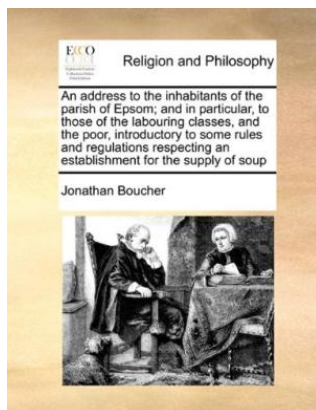 ECCO
Religion and Philosophy
An address to the inhabitants of the
parish of Epsom; and in particular, to
those of the labouring classes, and
the poor, introductory to some rules
and regulations respecting an
establishment for the supply of soup
Jonathan Boucher